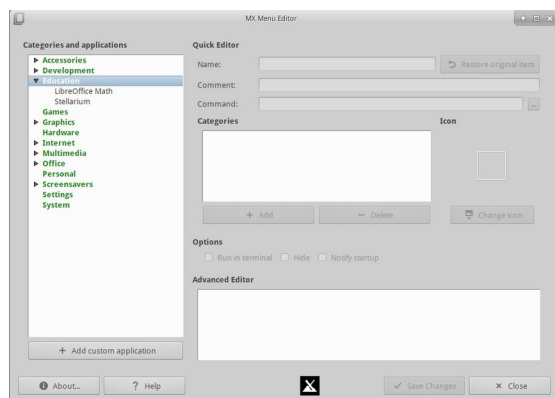 MX Menu Editor
Categories and applications
Accessories
Development
Education
LibreOffice Math
Stellarium
Games
Graphics
Hardware
Internet
Multimedia
Office
Personal
Screensavers
Settings
System
+ Add custom application
Quick Editor
Name:
Restore original item
Comment:
Command:
...
Categories
Icon
+ Add
− Delete
Change icon
Options
Run in terminal
Hide
Notify startup
Advanced Editor
About...
? Help
Save Changes
× Close